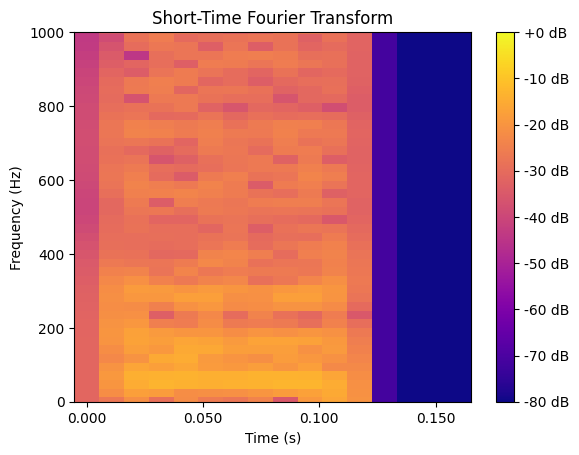 Short-Time Fourier Transform
1000
800
600
400
200
0
Frequency (Hz)
0.000
0.050
0.100
0.150
Time (s)
+0 dB
-10 dB
-20 dB
-30 dB
-40 dB
-50 dB
-60 dB
-70 dB
-80 dB